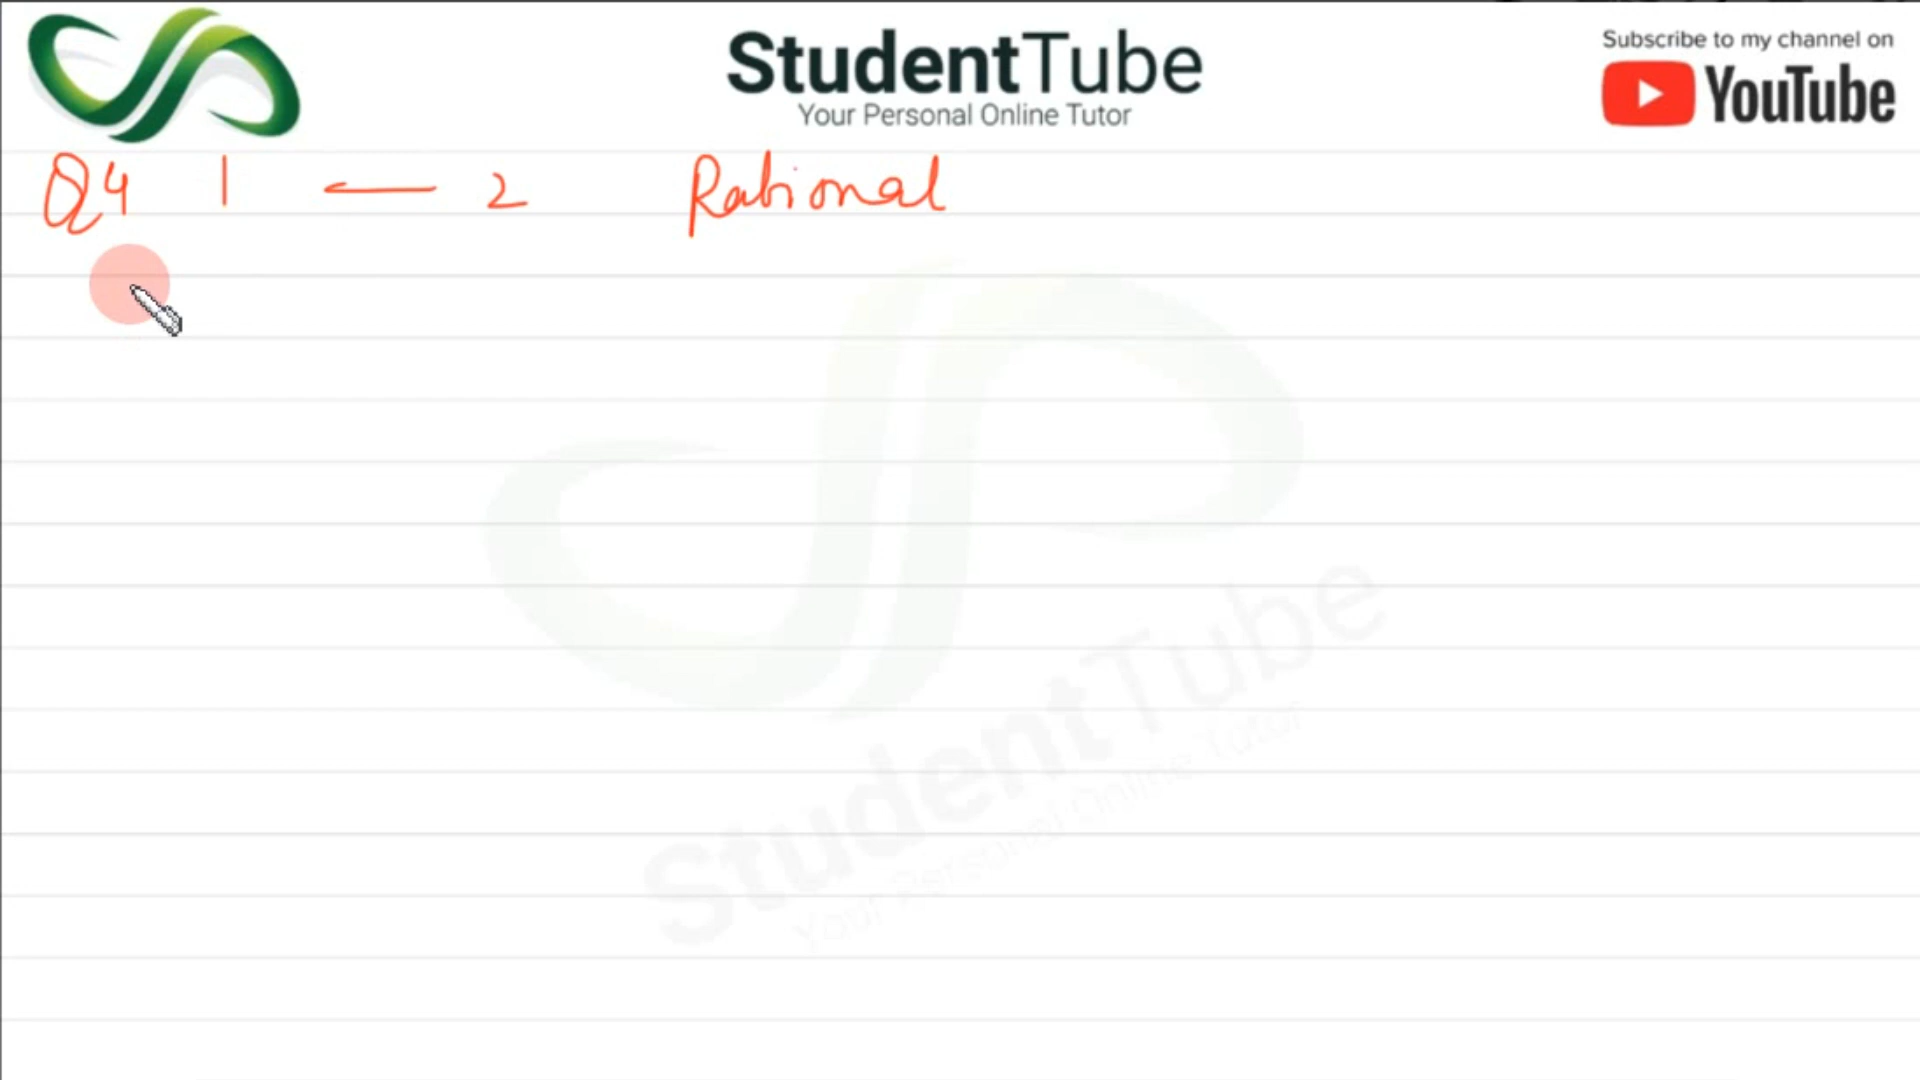 StudentTube
Your Personal Online Tutor
Subscribe to my channel on
YouTube
Q4 1 ← 2 Rational
StudentTube
Your Personal Online Tutor